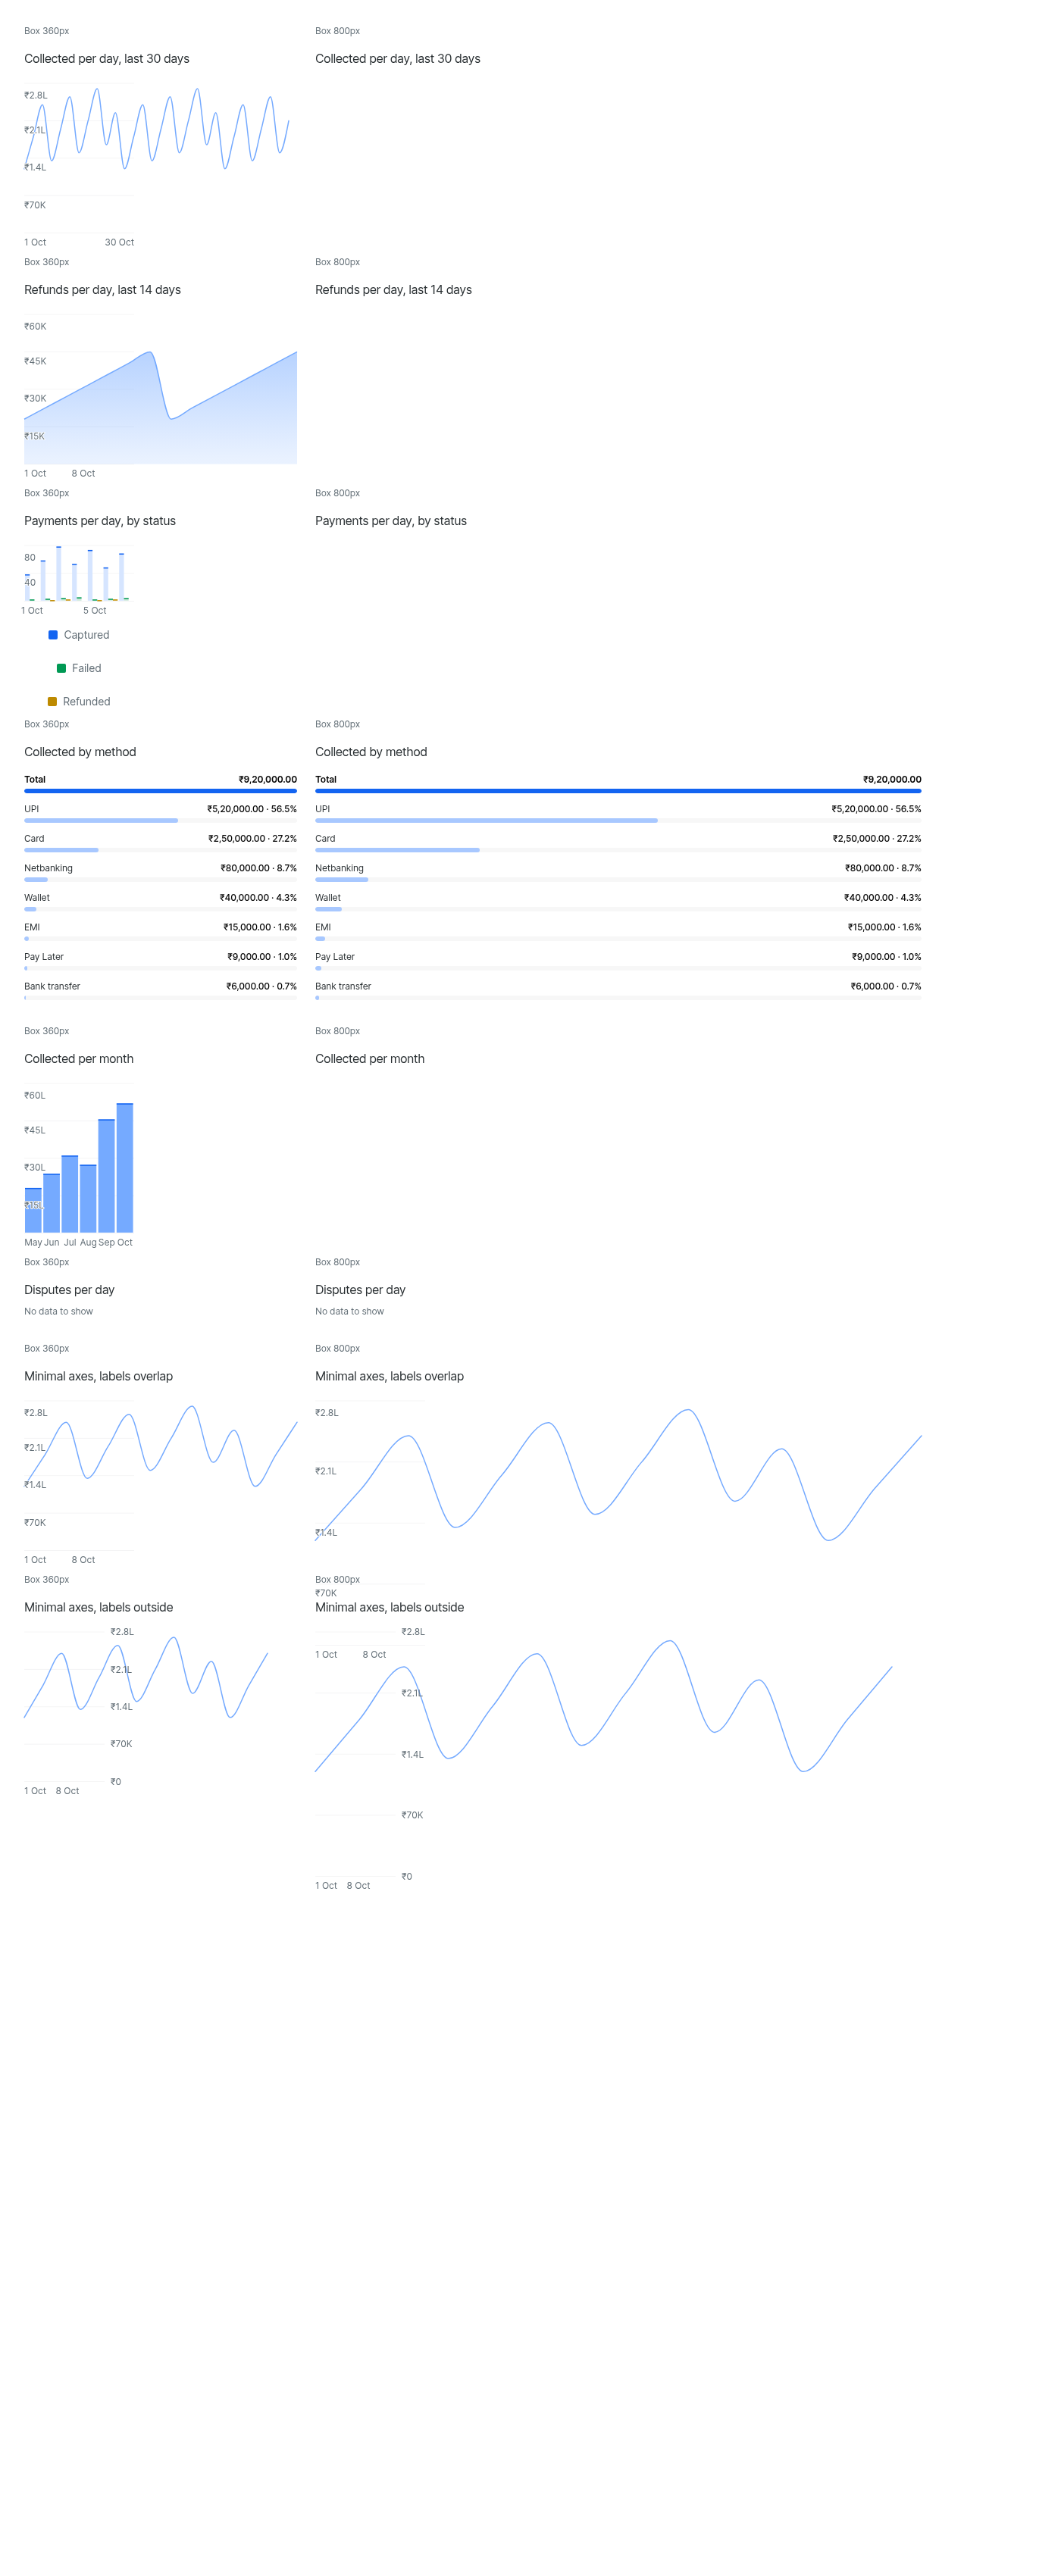 Box 360px Box 800px
Collected per day, last 30 days Collected per day, last 30 days
₹2.8L
₹2.1L
₹1.4L
₹70K
1 Oct 30 Oct
Box 360px Box 800px
Refunds per day, last 14 days Refunds per day, last 14 days
₹60K
₹45K
₹30K
₹15K
1 Oct 8 Oct
Box 360px Box 800px
Payments per day, by status Payments per day, by status
80
40
1 Oct 5 Oct
Captured
Failed
Refunded
Box 360px Box 800px
Collected by method Collected by method
Total ₹9,20,000.00 Total ₹9,20,000.00
UPI ₹5,20,000.00 · 56.5% UPI ₹5,20,000.00 · 56.5%
Card ₹2,50,000.00 · 27.2% Card ₹2,50,000.00 · 27.2%
Netbanking ₹80,000.00 · 8.7% Netbanking ₹80,000.00 · 8.7%
Wallet ₹40,000.00 · 4.3% Wallet ₹40,000.00 · 4.3%
EMI ₹15,000.00 · 1.6% EMI ₹15,000.00 · 1.6%
Pay Later ₹9,000.00 · 1.0% Pay Later ₹9,000.00 · 1.0%
Bank transfer ₹6,000.00 · 0.7% Bank transfer ₹6,000.00 · 0.7%
Box 360px Box 800px
Collected per month Collected per month
₹60L
₹45L
₹30L
₹15L
May Jun Jul Aug Sep Oct
Box 360px Box 800px
Disputes per day Disputes per day
No data to show No data to show
Box 360px Box 800px
Minimal axes, labels overlap Minimal axes, labels overlap
₹2.8L ₹2.8L
₹2.1L ₹2.1L
₹1.4L ₹1.4L
₹70K
1 Oct 8 Oct
Box 360px Box 800px
₹70K
Minimal axes, labels outside Minimal axes, labels outside
₹2.8L ₹2.8L
1 Oct 8 Oct
₹2.1L ₹2.1L
₹1.4L ₹1.4L
₹70K ₹70K
₹0 ₹0
1 Oct 8 Oct 1 Oct 8 Oct